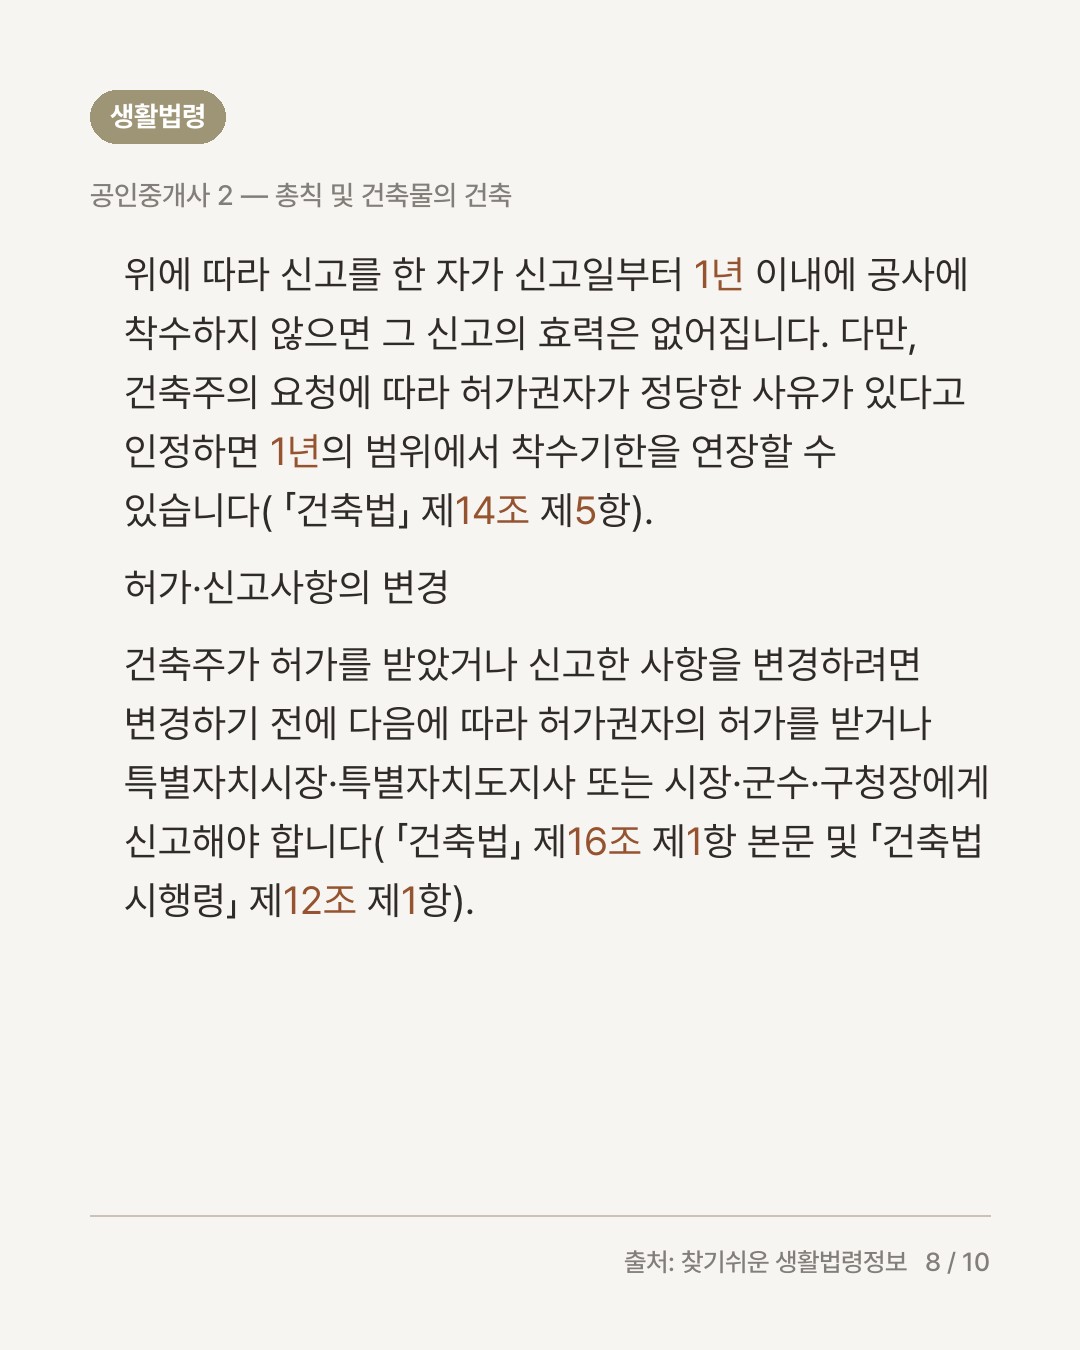 생활법령
공인중개사 2 — 총칙 및 건축물의 건축
위에 따라 신고를 한 자가 신고일부터 1년 이내에 공사에
착수하지 않으면 그 신고의 효력은 없어집니다. 다만,
건축주의 요청에 따라 허가권자가 정당한 사유가 있다고
인정하면 1년의 범위에서 착수기한을 연장할 수
있습니다( 「건축법」 제14조 제5항).
허가·신고사항의 변경
건축주가 허가를 받았거나 신고한 사항을 변경하려면
변경하기 전에 다음에 따라 허가권자의 허가를 받거나
특별자치시장·특별자치도지사 또는 시장·군수·구청장에게
신고해야 합니다( 「건축법」 제16조 제1항 본문 및 「건축법
시행령」 제12조 제1항).
출처: 찾기쉬운 생활법령정보 8 / 10